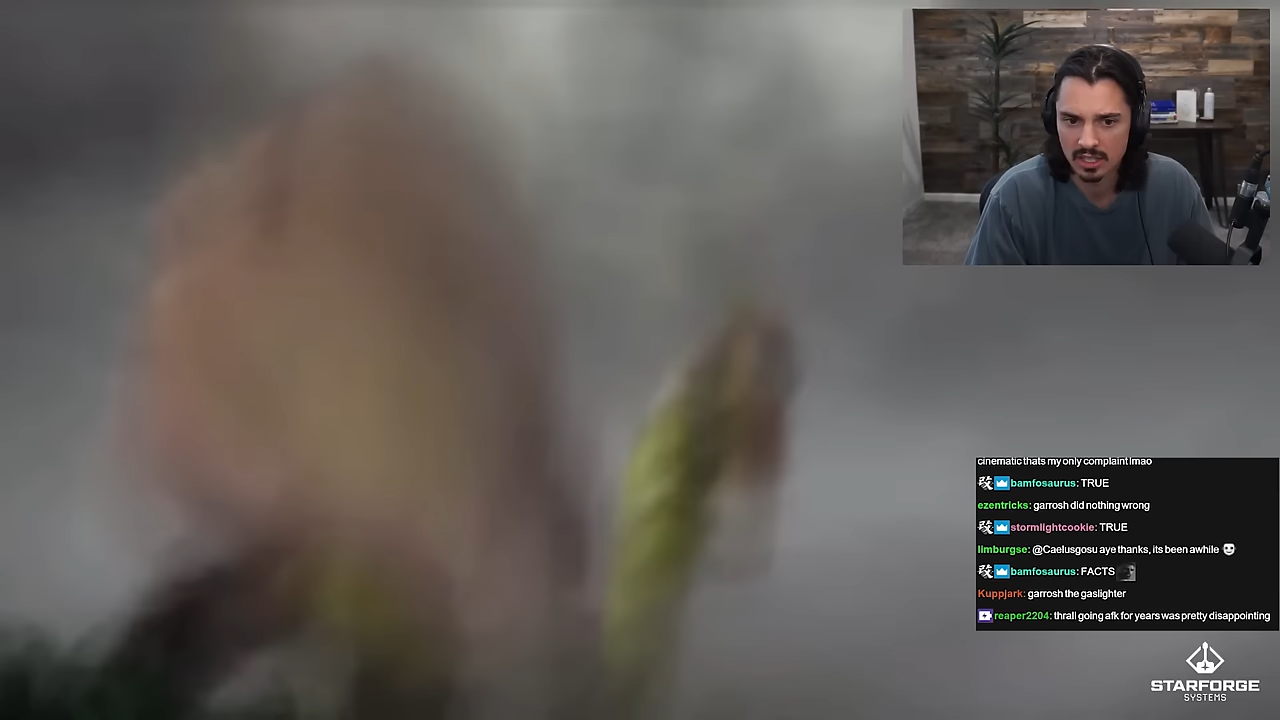 cinematic thats my only complaint lmao
bamfosaurus: TRUE
ezentricks: garrosh did nothing wrong
stormlightcookie: TRUE
limburgse: @Caelusgosu aye thanks, its been awhile
bamfosaurus: FACTS
Kuppjark: garrosh the gaslighter
reaper2204: thrall going afk for years was pretty disappointing
STARFORGE
SYSTEMS